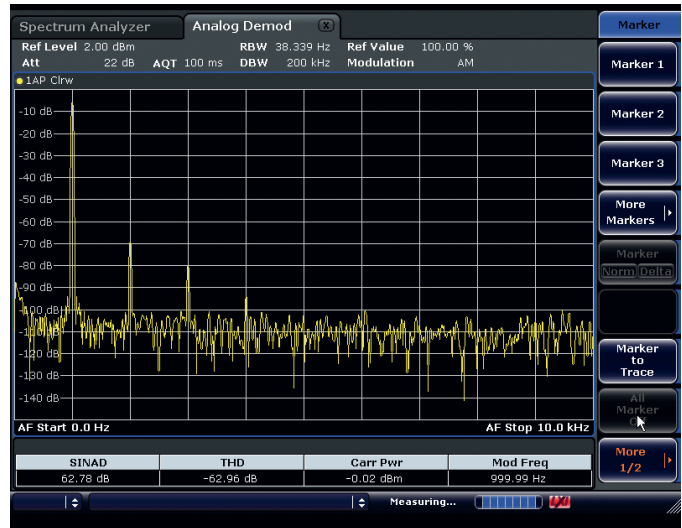 Spectrum Analyzer
Analog Demod
X
Marker
Ref Level 2.00 dBm RBW 38.339 Hz Ref Value 100.00 %
Att 22 dB AQT 100 ms DBW 200 kHz Modulation AM
1AP Clrw
Marker 1
-10 dB
-20 dB
Marker 2
-30 dB
-40 dB
Marker 3
-50 dB
-60 dB
More
Markers
-70 dB
-80 dB
Marker
Norm Delta
-90 dB
-100 dB
-120 dB
Marker
to
Trace
-130 dB
-140 dB
All
Marker
Off
AF Start 0.0 Hz AF Stop 10.0 kHz
More
1/2
SINAD THD Carr Pwr Mod Freq
62.78 dB -62.96 dB -0.02 dBm 999.99 Hz
Measuring...